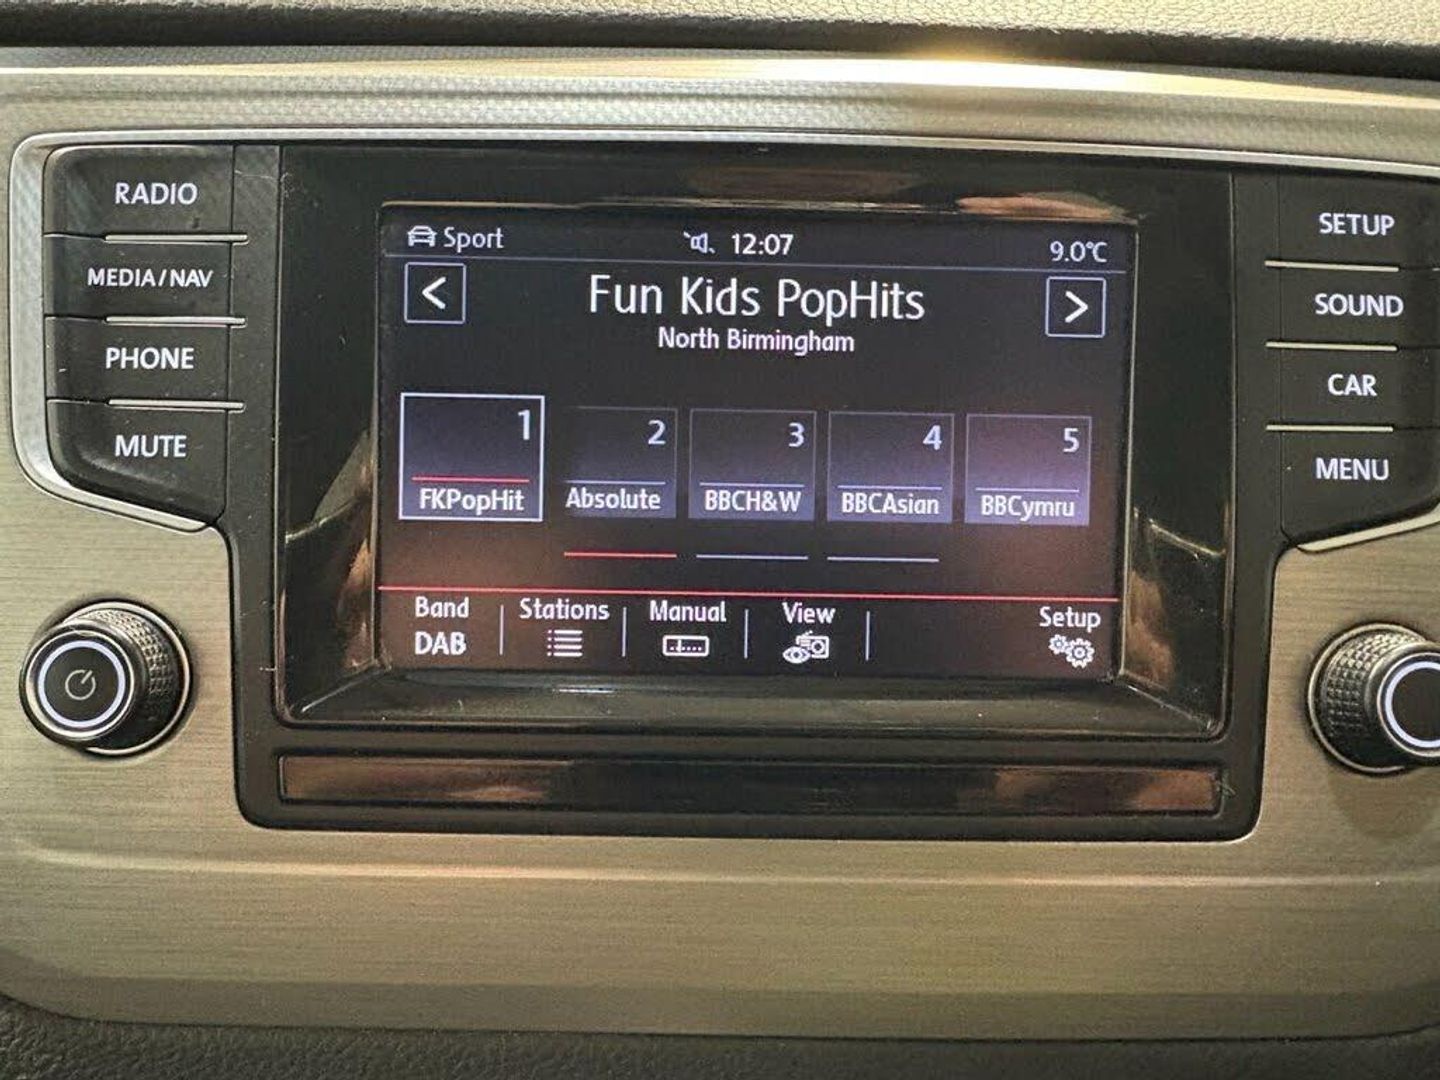 RADIO
MEDIA/NAV
PHONE
MUTE
Sport 12:07 9.0°C
< Fun Kids PopHits >
North Birmingham
1 2 3 4 5
FKPopHit Absolute BBCH&W BBCAsian BBCymru
Band Stations Manual View Setup
DAB
SETUP
SOUND
CAR
MENU